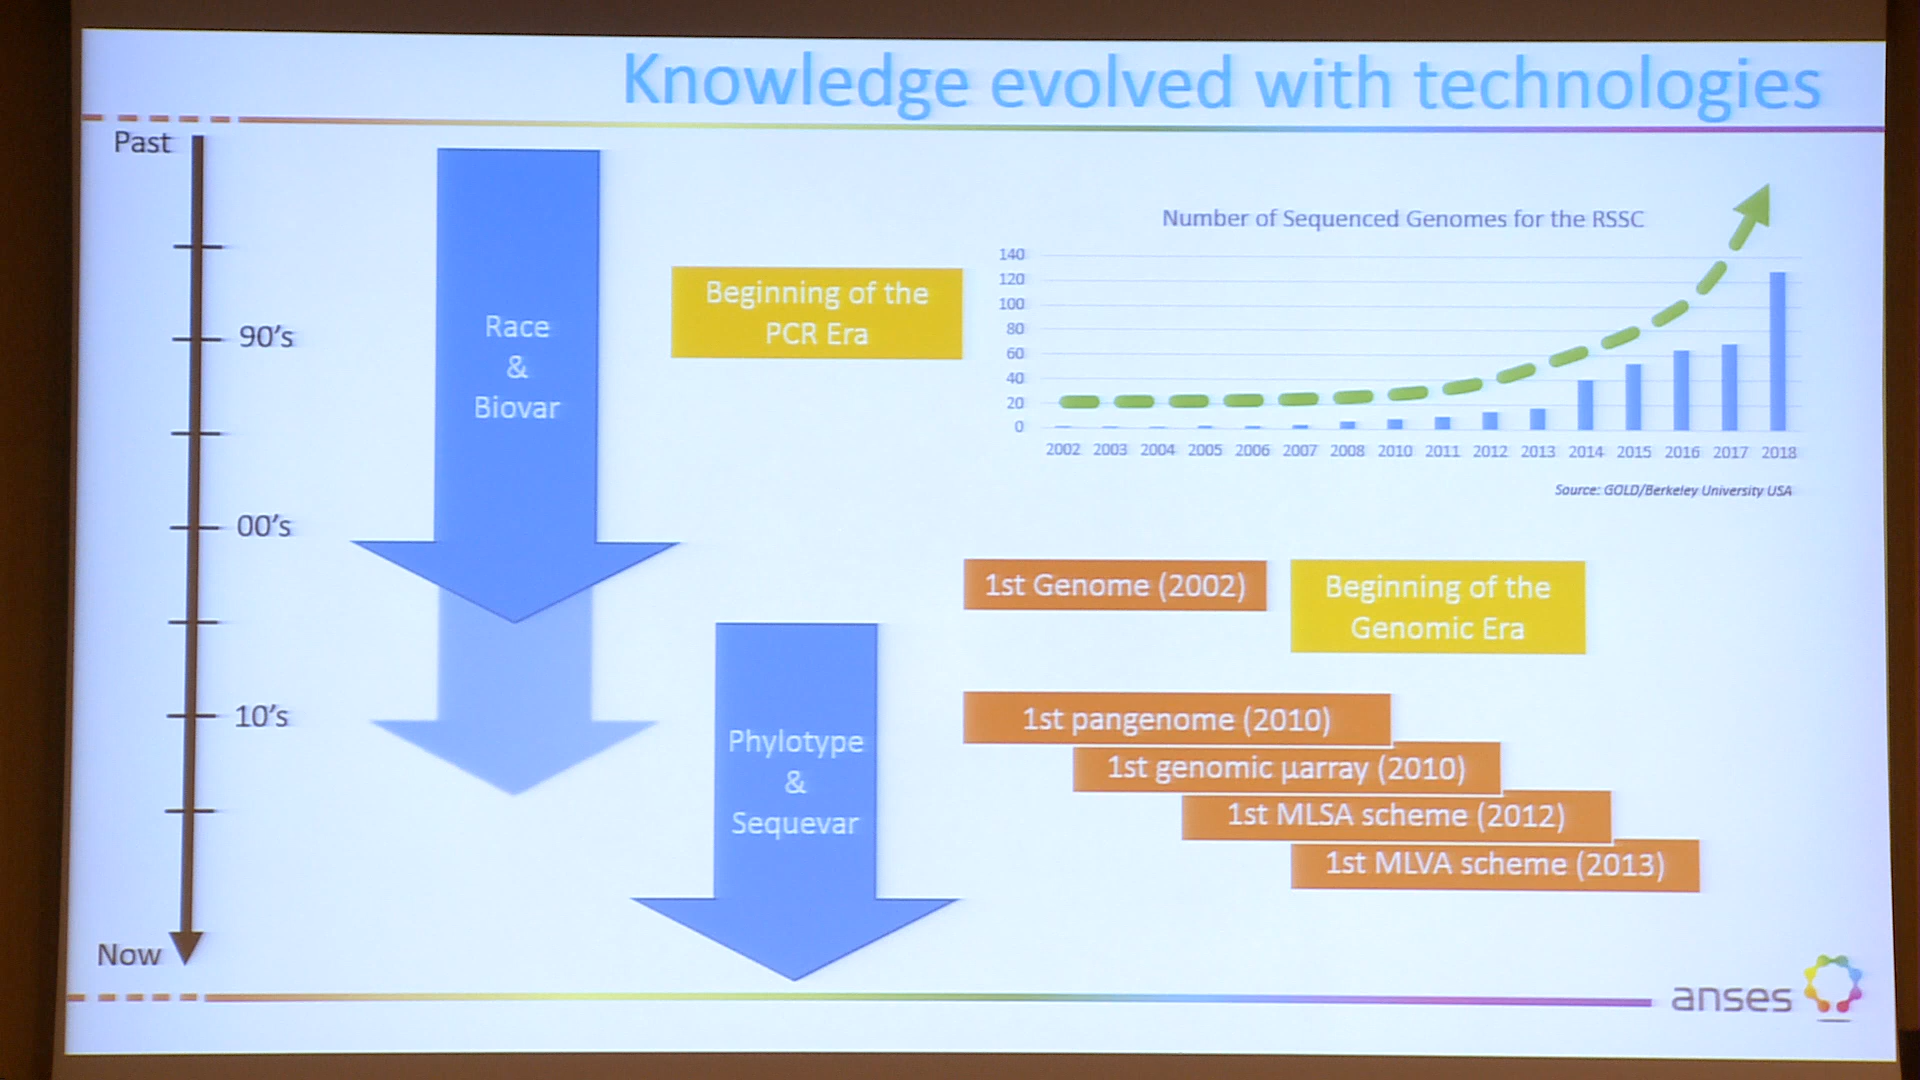 Knowledge evolved with technologies
Past
90's
00's
10's
Now
Race
&
Biovar
Beginning of the
PCR Era
Number of Sequenced Genomes for the RSSC
140
120
100
80
60
40
20
0
2002 2003 2004 2005 2006 2007 2008 2010 2011 2012 2013 2014 2015 2016 2017 2018
Source: GOLD/Berkeley University USA
1st Genome (2002)
Beginning of the
Genomic Era
Phylotype
&
Sequevar
1st pangenome (2010)
1st genomic µarray (2010)
1st MLSA scheme (2012)
1st MLVA scheme (2013)
anses